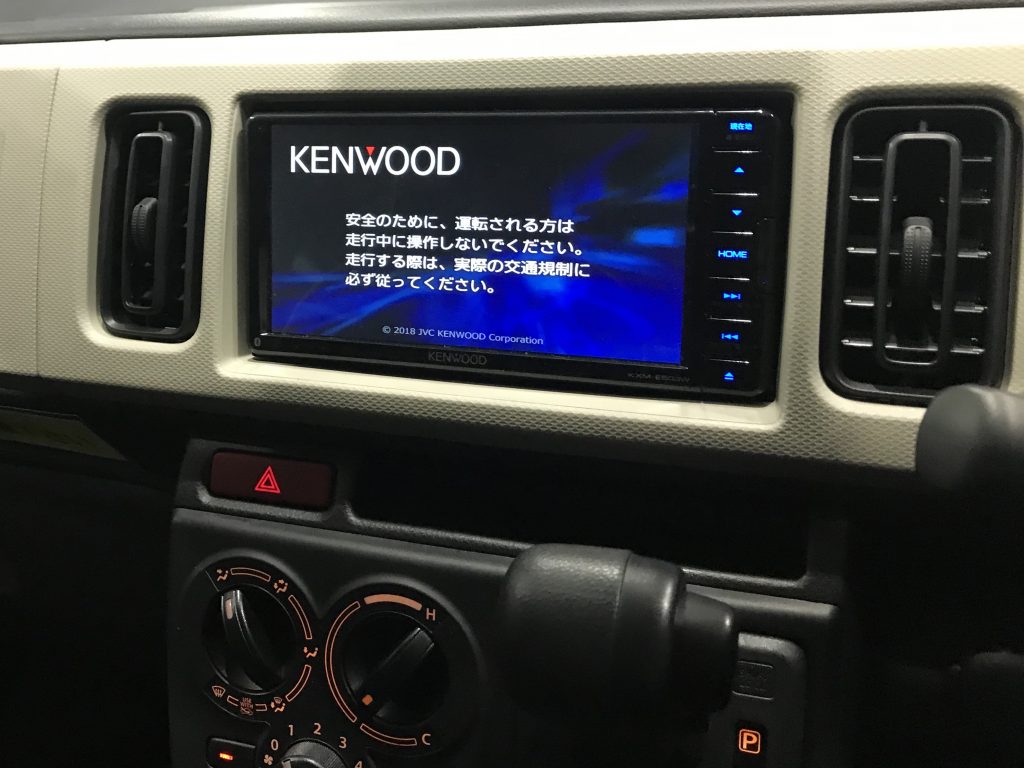 KENWOOD
安全のために、運転される方は
走行中に操作しないでください。
走行する際は、実際の交通規制に
必ず従ってください。
© 2018 JVC KENWOOD Corporation
KENWOOD
現在地
HOME
H
C
0 1 2 3 4
P